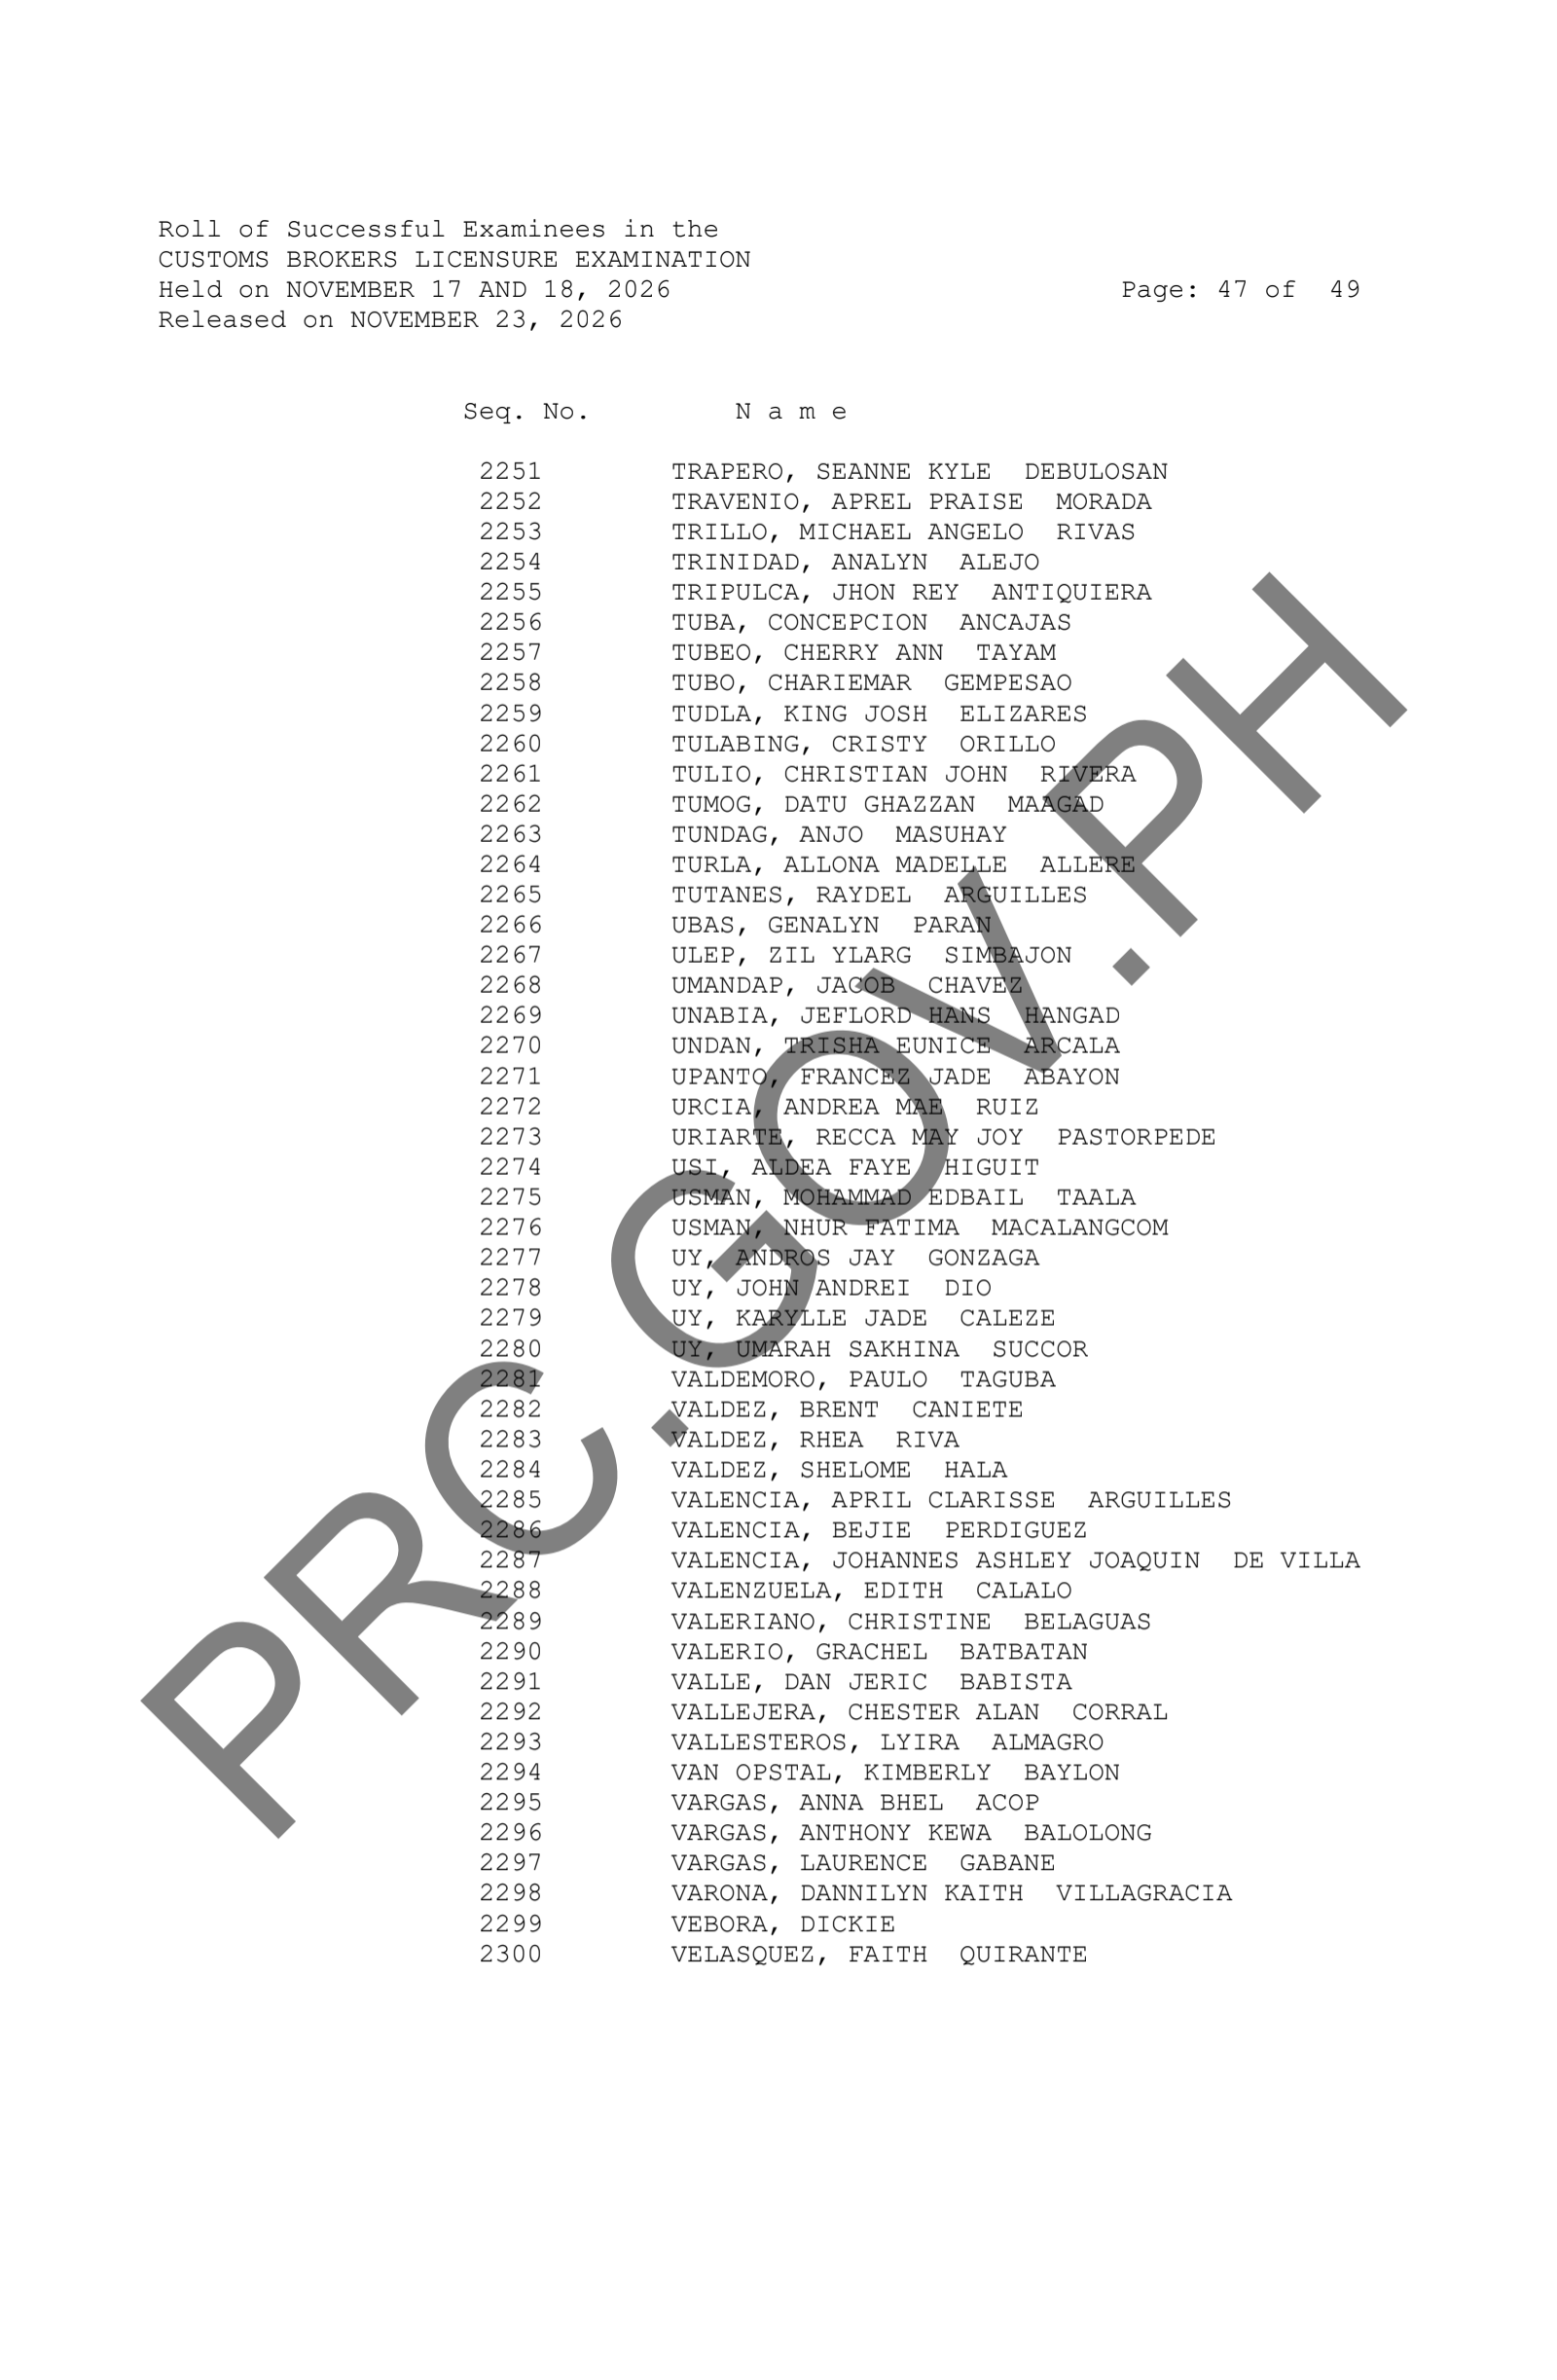 Roll of Successful Examinees in the
CUSTOMS BROKERS LICENSURE EXAMINATION
Held on NOVEMBER 17 AND 18, 2026 Page: 47 of 49
Released on NOVEMBER 23, 2026
Seq. No. N a m e
2251 TRAPERO, SEANNE KYLE DEBULOSAN
2252 TRAVENIO, APREL PRAISE MORADA
2253 TRILLO, MICHAEL ANGELO RIVAS
2254 TRINIDAD, ANALYN ALEJO
2255 TRIPULCA, JHON REY ANTIQUIERA
2256 TUBA, CONCEPCION ANCAJAS
2257 TUBEO, CHERRY ANN TAYAM
2258 TUBO, CHARIEMAR GEMPESAO
2259 TUDLA, KING JOSH ELIZARES
2260 TULABING, CRISTY ORILLO
2261 TULIO, CHRISTIAN JOHN RIVERA
2262 TUMOG, DATU GHAZZAN MAAGAD
2263 TUNDAG, ANJO MASUHAY
2264 TURLA, ALLONA MADELLE ALLERE
2265 TUTANES, RAYDEL ARGUILLES
2266 UBAS, GENALYN PARAN
2267 ULEP, ZIL YLARG SIMBAJON
2268 UMANDAP, JACOB CHAVEZ
2269 UNABIA, JEFLORD HANS HANGAD
2270 UNDAN, TRISHA EUNICE ARCALA
2271 UPANTO, FRANCEZ JADE ABAYON
2272 URCIA, ANDREA MAE RUIZ
2273 URIARTE, RECCA MAY JOY PASTORPEDE
2274 USI, ALDEA FAYE HIGUIT
2275 USMAN, MOHAMMAD EDBAIL TAALA
2276 USMAN, NHUR FATIMA MACALANGCOM
2277 UY, ANDROS JAY GONZAGA
2278 UY, JOHN ANDREI DIO
2279 UY, KARYLLE JADE CALEZE
2280 UY, UMARAH SAKHINA SUCCOR
2281 VALDEMORO, PAULO TAGUBA
2282 VALDEZ, BRENT CANIETE
2283 VALDEZ, RHEA RIVA
2284 VALDEZ, SHELOME HALA
2285 VALENCIA, APRIL CLARISSE ARGUILLES
2286 VALENCIA, BEJIE PERDIGUEZ
2287 VALENCIA, JOHANNES ASHLEY JOAQUIN DE VILLA
2288 VALENZUELA, EDITH CALALO
2289 VALERIANO, CHRISTINE BELAGUAS
2290 VALERIO, GRACHEL BATBATAN
2291 VALLE, DAN JERIC BABISTA
2292 VALLEJERA, CHESTER ALAN CORRAL
2293 VALLESTEROS, LYIRA ALMAGRO
2294 VAN OPSTAL, KIMBERLY BAYLON
2295 VARGAS, ANNA BHEL ACOP
2296 VARGAS, ANTHONY KEWA BALOLONG
2297 VARGAS, LAURENCE GABANE
2298 VARONA, DANNILYN KAITH VILLAGRACIA
2299 VEBORA, DICKIE
2300 VELASQUEZ, FAITH QUIRANTE
PRC.GOV.PH